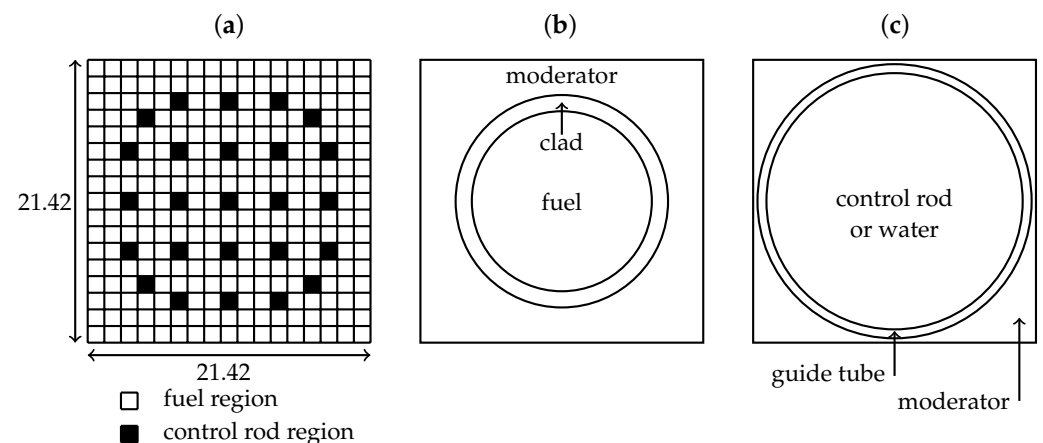 (a)
21.42
21.42
fuel region
control rod region
(b)
moderator
clad
fuel
(c)
control rod
or water
guide tube
moderator